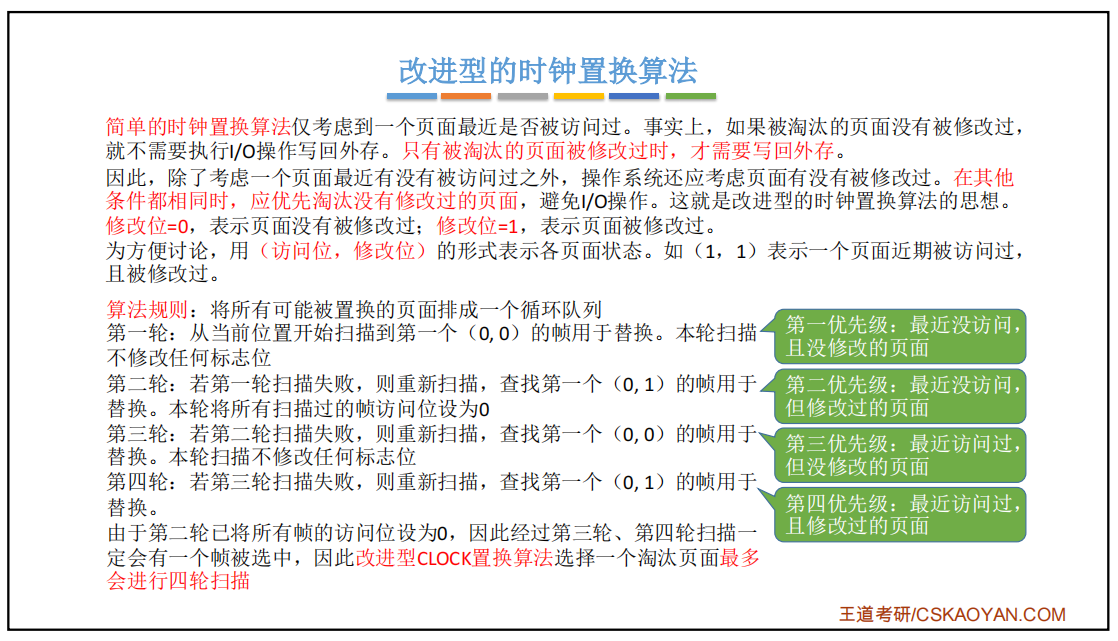 改进型的时钟置换算法
简单的时钟置换算法仅考虑到一个页面最近是否被访问过。事实上，如果被淘汰的页面没有被修改过，
就不需要执行I/O操作写回外存。只有被淘汰的页面被修改过时，才需要写回外存。
因此，除了考虑一个页面最近有没有被访问过之外，操作系统还应考虑页面有没有被修改过。在其他
条件都相同时，应优先淘汰没有修改过的页面，避免I/O操作。这就是改进型的时钟置换算法的思想。
修改位=0，表示页面没有被修改过；修改位=1，表示页面被修改过。
为方便讨论，用（访问位，修改位）的形式表示各页面状态。如（1，1）表示一个页面近期被访问过，
且被修改过。
算法规则：将所有可能被置换的页面排成一个循环队列
第一轮：从当前位置开始扫描到第一个（0, 0）的帧用于替换。本轮扫描
不修改任何标志位
第二轮：若第一轮扫描失败，则重新扫描，查找第一个（0, 1）的帧用于
替换。本轮将所有扫描过的帧访问位设为0
第三轮：若第二轮扫描失败，则重新扫描，查找第一个（0, 0）的帧用于
替换。本轮扫描不修改任何标志位
第四轮：若第三轮扫描失败，则重新扫描，查找第一个（0, 1）的帧用于
替换。
由于第二轮已将所有帧的访问位设为0，因此经过第三轮、第四轮扫描一
定会有一个帧被选中，因此改进型CLOCK置换算法选择一个淘汰页面最多
会进行四轮扫描
第一优先级：最近没访问，
且没修改的页面
第二优先级：最近没访问，
但修改过的页面
第三优先级：最近访问过，
但没修改的页面
第四优先级：最近访问过，
且修改过的页面
王道考研/CSKAOYAN.COM